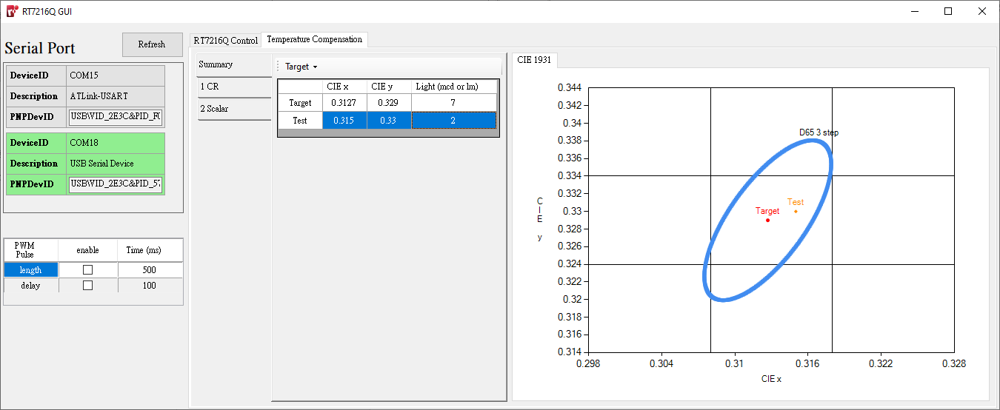 RT7216Q GUI
Serial Port
Refresh
DeviceID COM15
Description ATLink-USART
PNPDevID USB\VID_2E3C&PID_F0
DeviceID COM18
Description USB Serial Device
PNPDevID USB\VID_2E3C&PID_57
PWM Pulse enable Time (ms)
length 500
delay 100
RT7216Q Control Temperature Compensation
Summary
1 CR
2 Scalar
Target
CIE x CIE y Light (mcd or lm)
Target 0.3127 0.329 7
Test 0.315 0.33 2
CIE 1931
0.344
0.342
0.34
0.338
0.336
0.334
0.332
0.33
0.328
0.326
0.324
0.322
0.32
0.318
0.316
0.314
CIE y
D65 3 step
Test
Target
0.298 0.304 0.31 0.316 0.322 0.328
CIE x